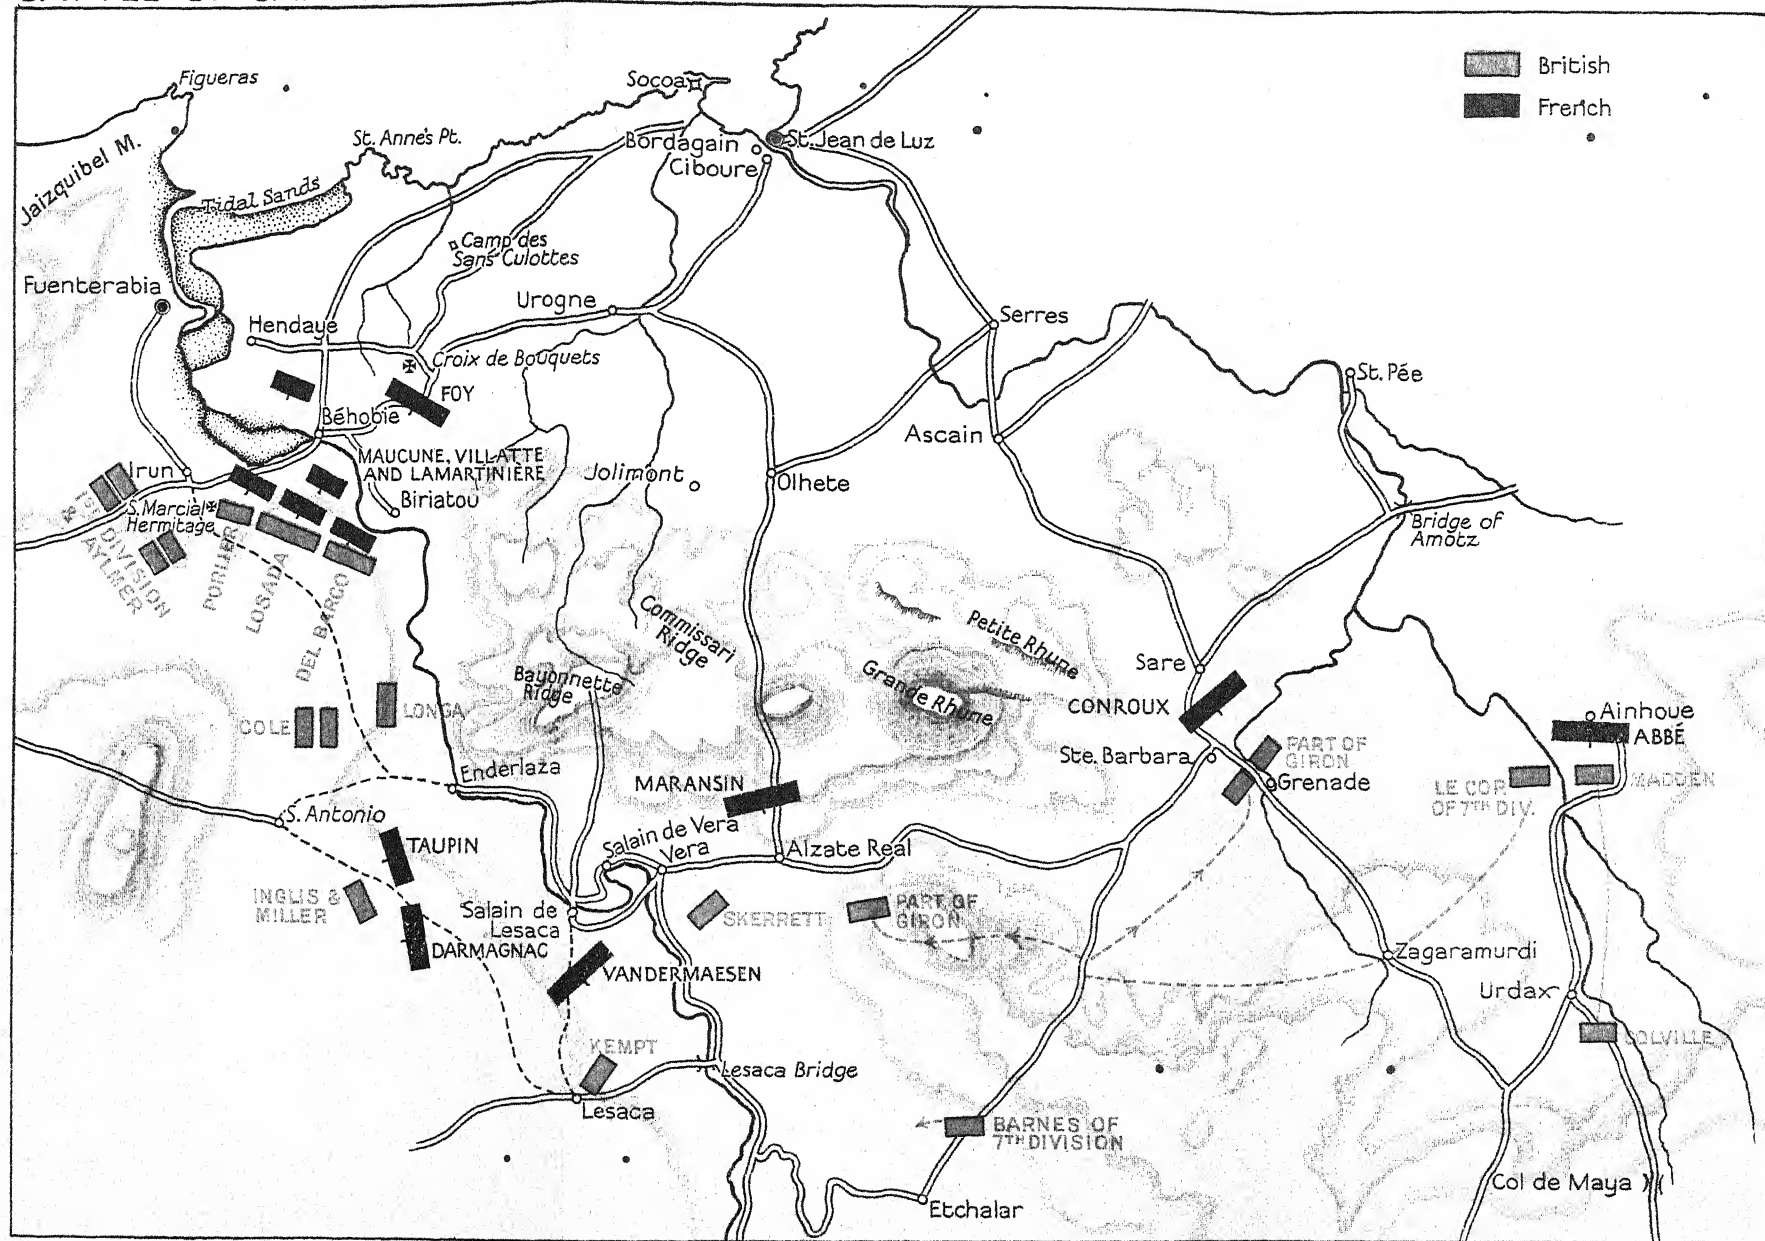 British
French
Figueras
Socoa
Jaizquibel M.
St. Anne's Pt.
Bordagain
St. Jean de Luz
Ciboure
Tidal Sands
Camp des
Sans Culottes
Fuenterabia
Hendaye
Urogne
Serres
Croix de Bouquets
FOY
St. Pée
Béhobie
Ascain
MAUCUNE, VILLATTE
AND LAMARTINIÈRE
Irun
Jolimont
Olhete
Biriatou
S. Marcial
Hermitage
Bridge of
Amotz
1ST DIVISION
& AYLMER
PORLIER
LOSADA
DEL BARCO
Commissari
Ridge
Petite Rhune
Bayonnette
Ridge
Grande Rhune
Sare
CONROUX
COLE
LONGA
Ainhoue
ABBÉ
Ste. Barbara
PART OF
GIRON
Grenade
Enderlaza
MARANSIN
LE COR
OF 7TH DIV.
MADDEN
S. Antonio
TAUPIN
Salain de Vera
Vera
Alzate Reál
INGLIS &
MILLER
Salain de
Lesaca
SKERRETT
PART OF
GIRON
DARMAGNAC
VANDERMAESEN
Zagaramurdi
Urdax
COLVILLE
KEMPT
Lesaca Bridge
Lesaca
BARNES OF
7TH DIVISION
Col de Maya
Etchalar